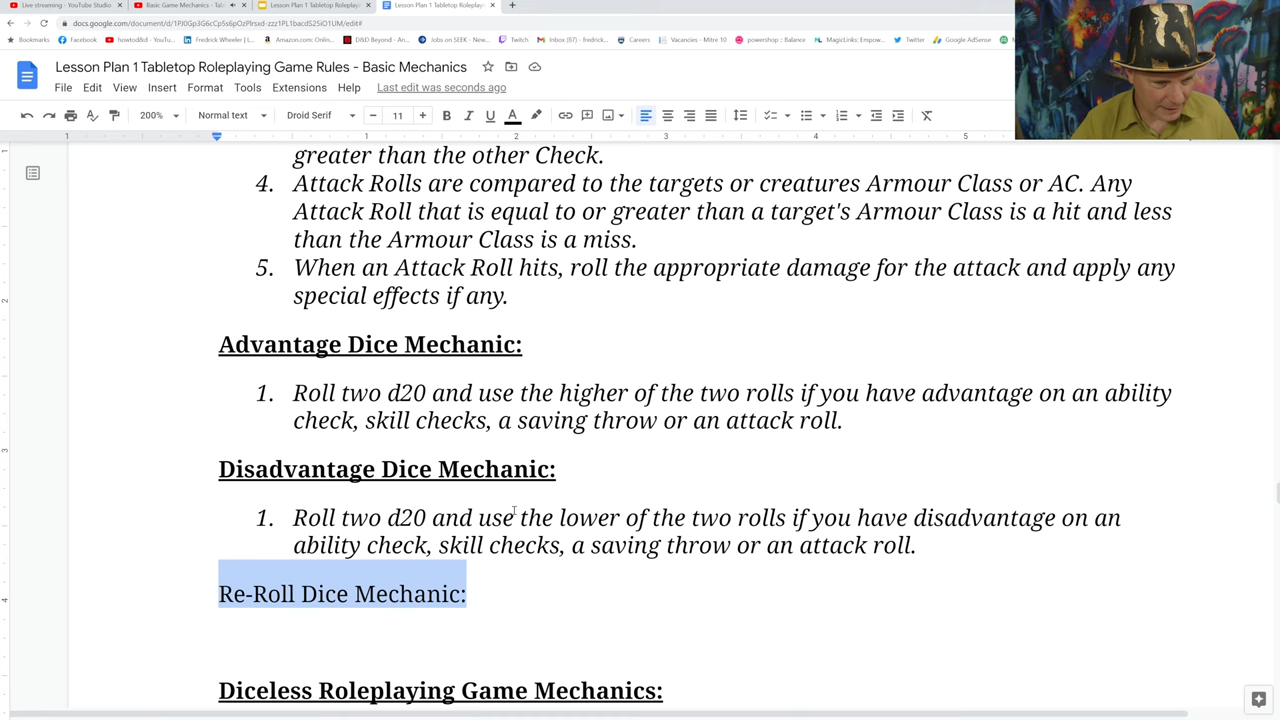 Live streaming - YouTube Studio
Basic Game Mechanics - Tab
Lesson Plan 1 Tabletop Roleplay
Lesson Plan 1 Tabletop Roleplay
docs.google.com/document/d/1PJ0Gp3G6cCp5s6pOzPlrsxd-zzz1PL1bacdS25iO1UM/edit#
Bookmarks Facebook howtod8d - YouTu... Fredrick Wheeler | L... Amazon.com: Onlin... D&D Beyond - An... Jobs on SEEK - New... Twitch Inbox (67) - fredrick... Careers Vacancies - Mitre 10 powershop :: Balance MagicLinks: Empow... Twitter Google AdSense
Lesson Plan 1 Tabletop Roleplaying Game Rules - Basic Mechanics
File Edit View Insert Format Tools Extensions Help Last edit was seconds ago
200% Normal text Droid Serif 11
greater than the other Check.
4. Attack Rolls are compared to the targets or creatures Armour Class or AC. Any
Attack Roll that is equal to or greater than a target's Armour Class is a hit and less
than the Armour Class is a miss.
5. When an Attack Roll hits, roll the appropriate damage for the attack and apply any
special effects if any.
Advantage Dice Mechanic:
1. Roll two d20 and use the higher of the two rolls if you have advantage on an ability
check, skill checks, a saving throw or an attack roll.
Disadvantage Dice Mechanic:
1. Roll two d20 and use the lower of the two rolls if you have disadvantage on an
ability check, skill checks, a saving throw or an attack roll.
Re-Roll Dice Mechanic:
Diceless Roleplaying Game Mechanics: